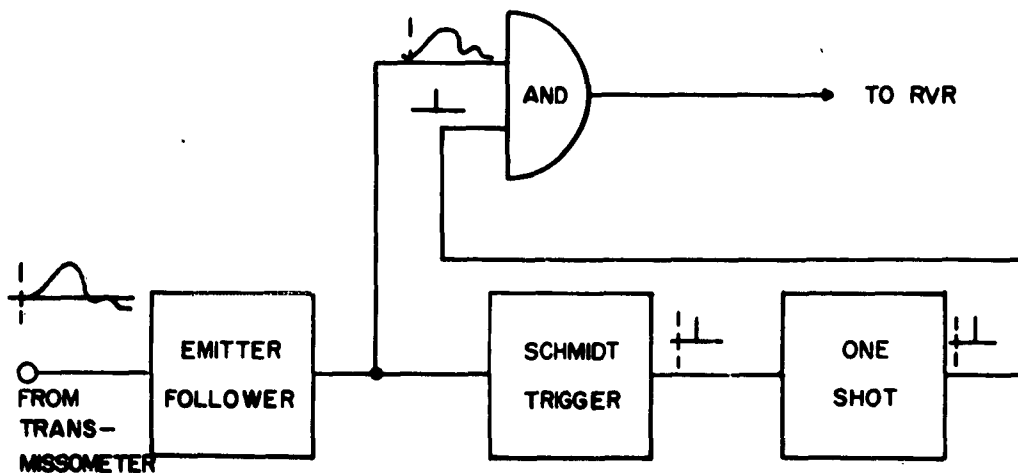 AND
TO RVR
EMITTER
FOLLOWER
SCHMIDT
TRIGGER
ONE
SHOT
FROM
TRANS-
MISSOMETER